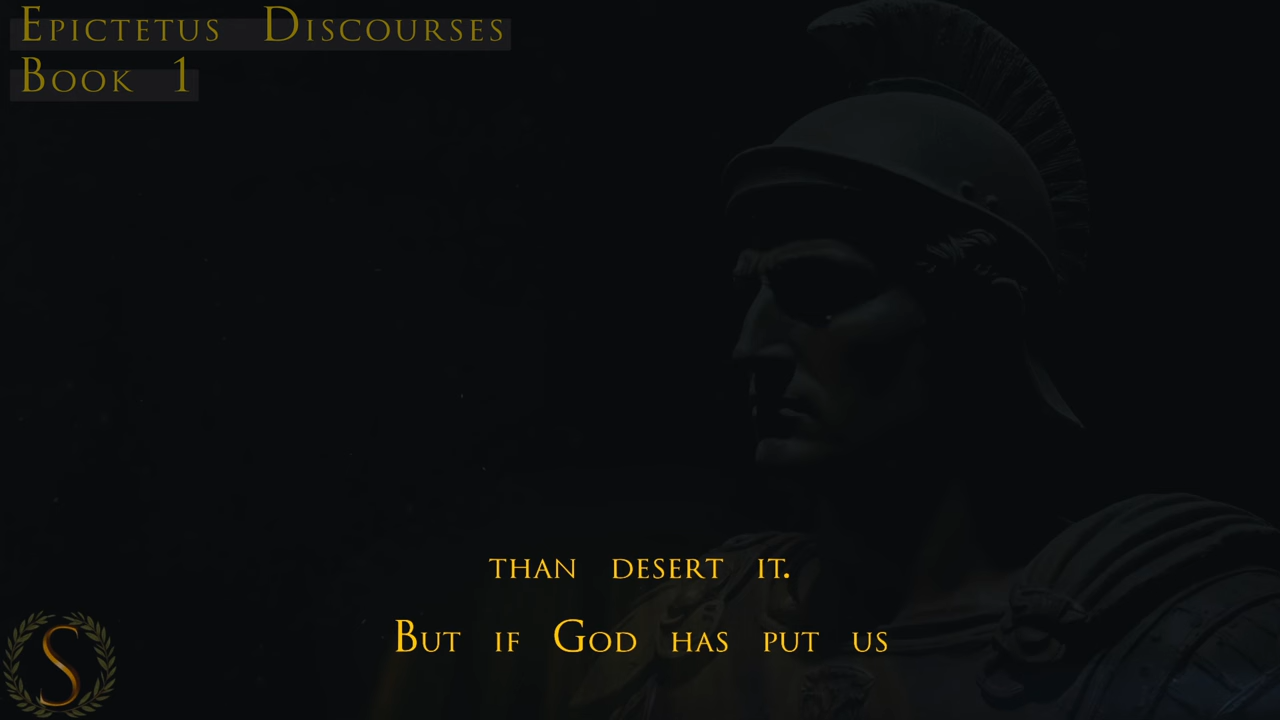 Epictetus Discourses
Book 1
than desert it.
But if God has put us
S